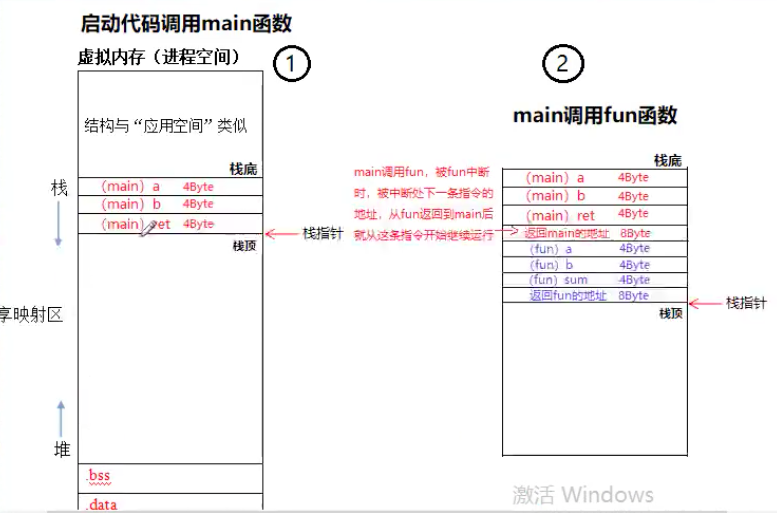 启动代码调用main函数
虚拟内存（进程空间）
①
结构与“应用空间”类似
栈底
栈
（main）a 4Byte
（main）b 4Byte
（main）ret 4Byte
栈指针
栈顶
享映射区
堆
.bss
.data
②
main调用fun函数
main调用fun，被fun中断
时，被中断处下一条指令的
地址，从fun返回到main后
就从这条指令开始继续运行
栈底
（main）a 4Byte
（main）b 4Byte
（main）ret 4Byte
返回main的地址 8Byte
（fun）a 4Byte
（fun）b 4Byte
（fun）sum 4Byte
返回fun的地址 8Byte
栈指针
栈顶
激活 Windows